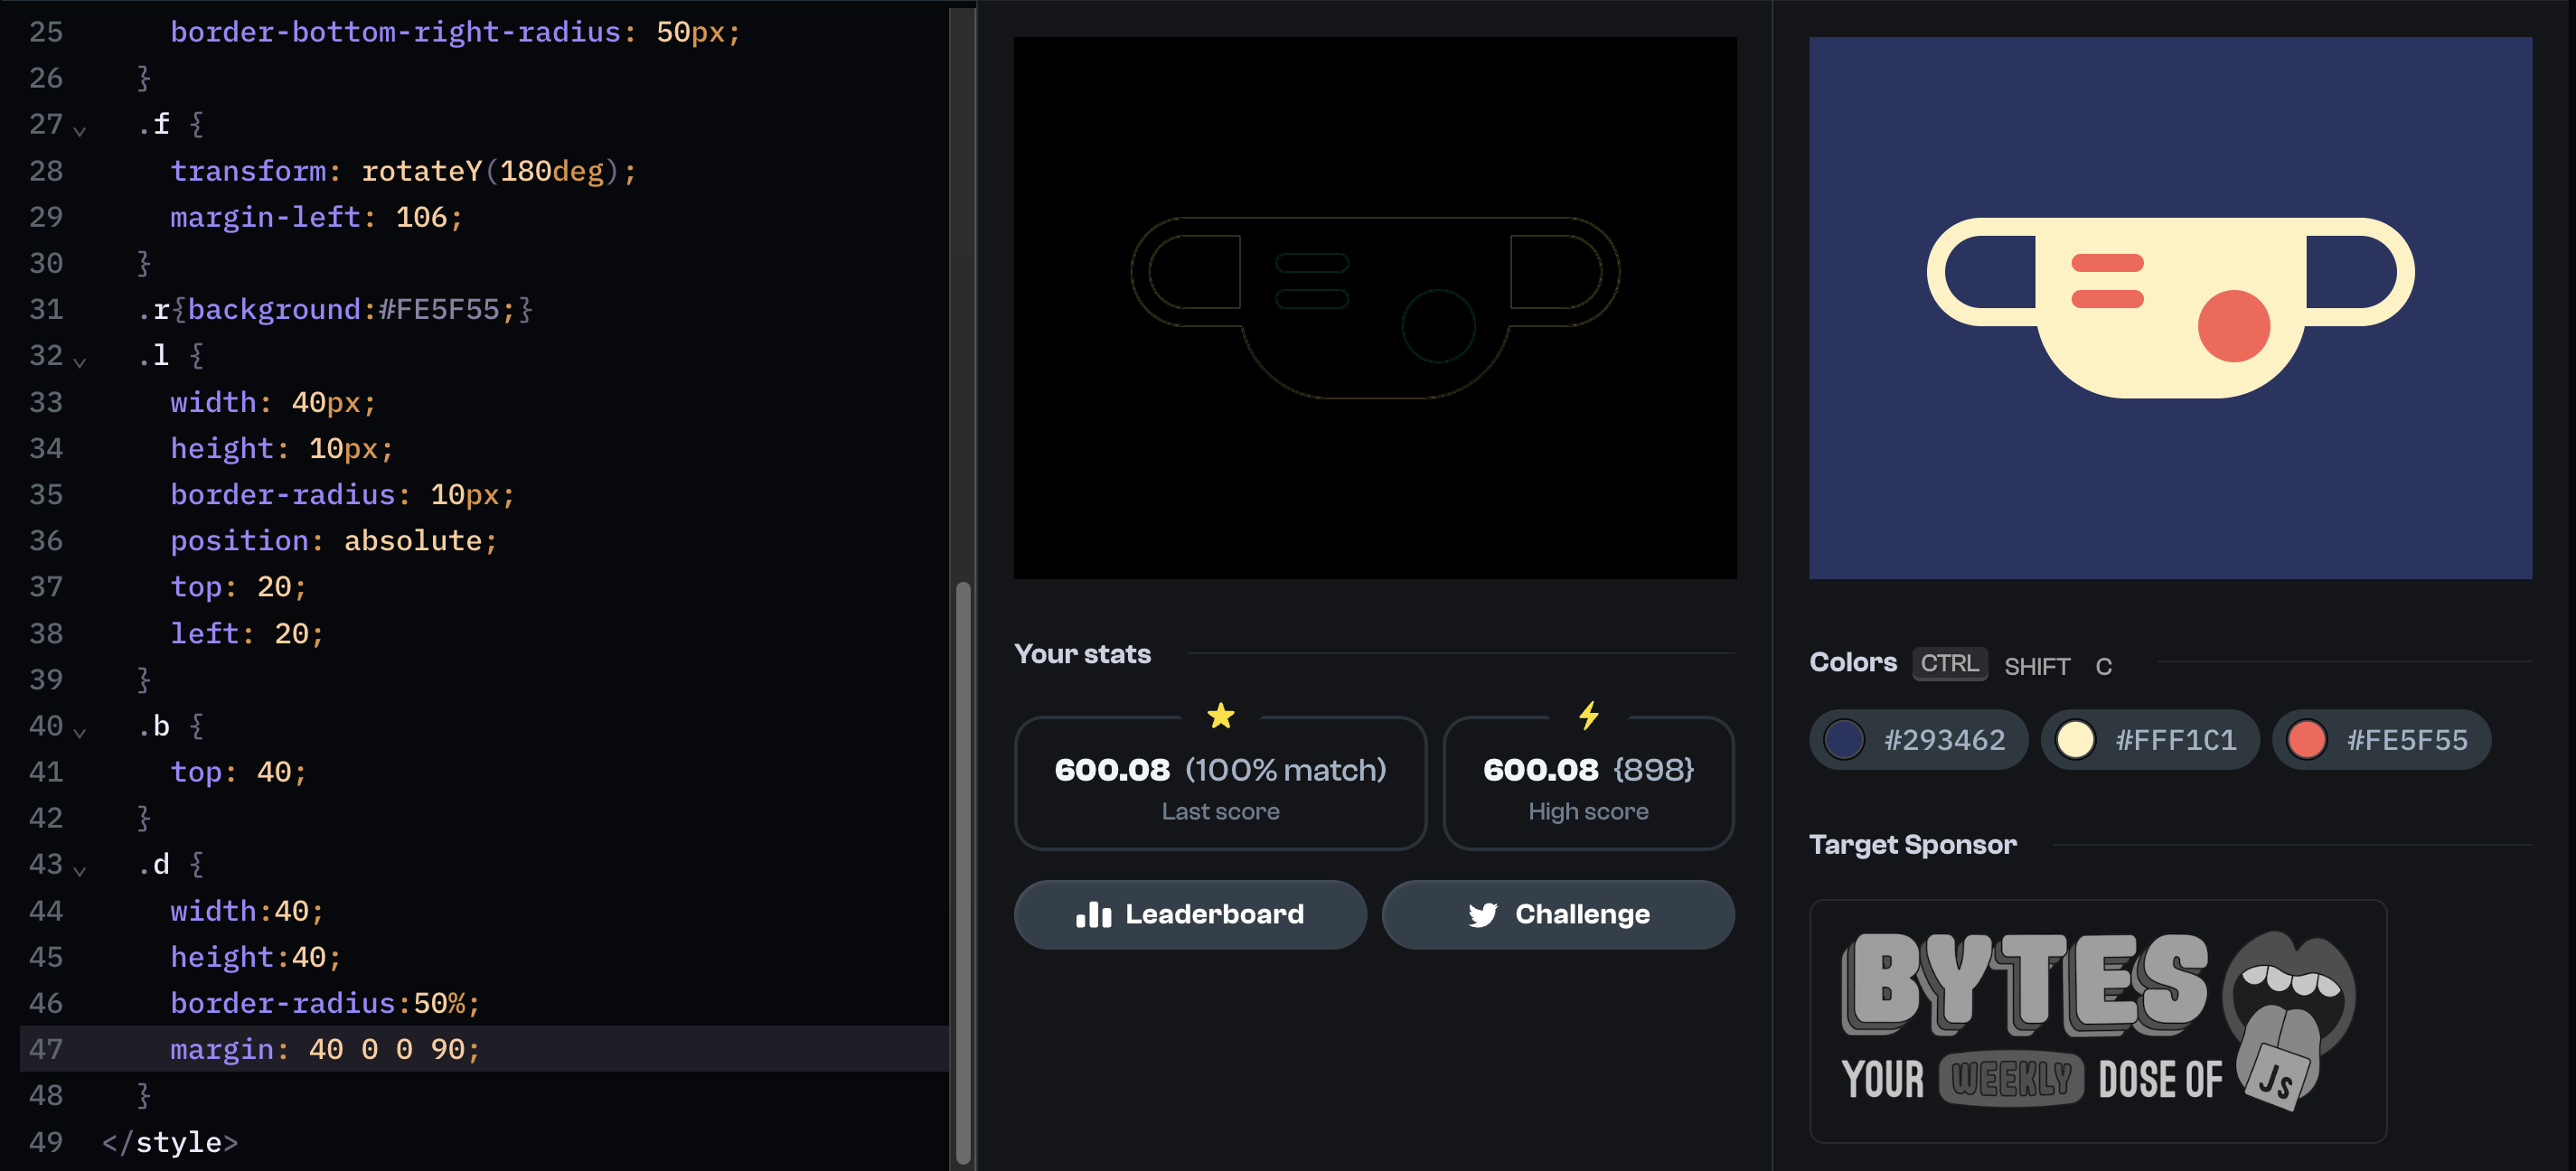 25 border-bottom-right-radius: 50px;
26 }
27 .f {
28 transform: rotateY(180deg);
29 margin-left: 106;
30 }
31 .r{background:#FE5F55;}
32 .l {
33 width: 40px;
34 height: 10px;
35 border-radius: 10px;
36 position: absolute;
37 top: 20;
38 left: 20;
39 }
40 .b {
41 top: 40;
42 }
43 .d {
44 width:40;
45 height:40;
46 border-radius:50%;
47 margin: 40 0 0 90;
48 }
49 </style>
Your stats
600.08 (100% match)
Last score
600.08 {898}
High score
Leaderboard
Challenge
Colors CTRL SHIFT C
#293462 #FFF1C1 #FE5F55
Target Sponsor
BYTES
YOUR WEEKLY DOSE OF JS